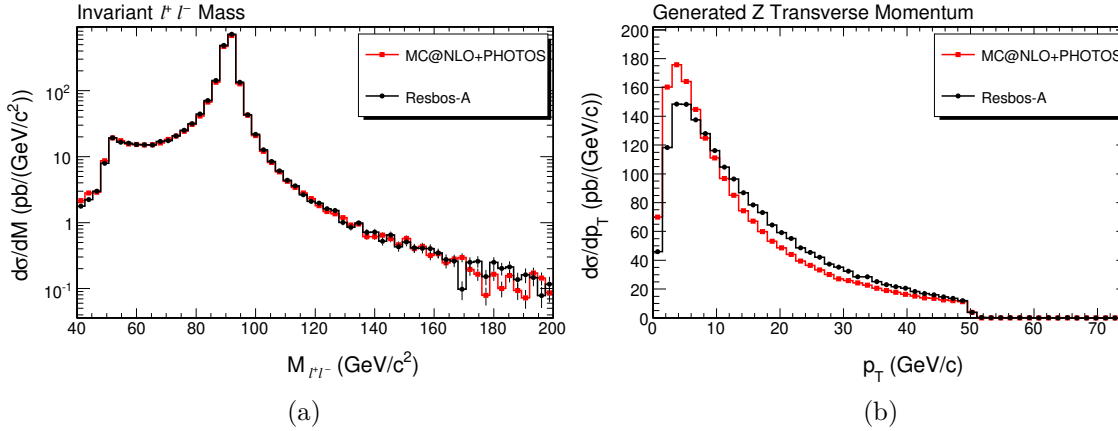 Invariant l⁺ l⁻ Mass
dσ/dM (pb/(GeV/c²))
10²
10
1
10⁻¹
MC@NLO+PHOTOS
Resbos-A
40 60 80 100 120 140 160 180 200
M l⁺l⁻ (GeV/c²)
(a)
Generated Z Transverse Momentum
dσ/dp_T (pb/(GeV/c))
200
180
160
140
120
100
80
60
40
20
0
MC@NLO+PHOTOS
Resbos-A
0 10 20 30 40 50 60 70
p_T (GeV/c)
(b)